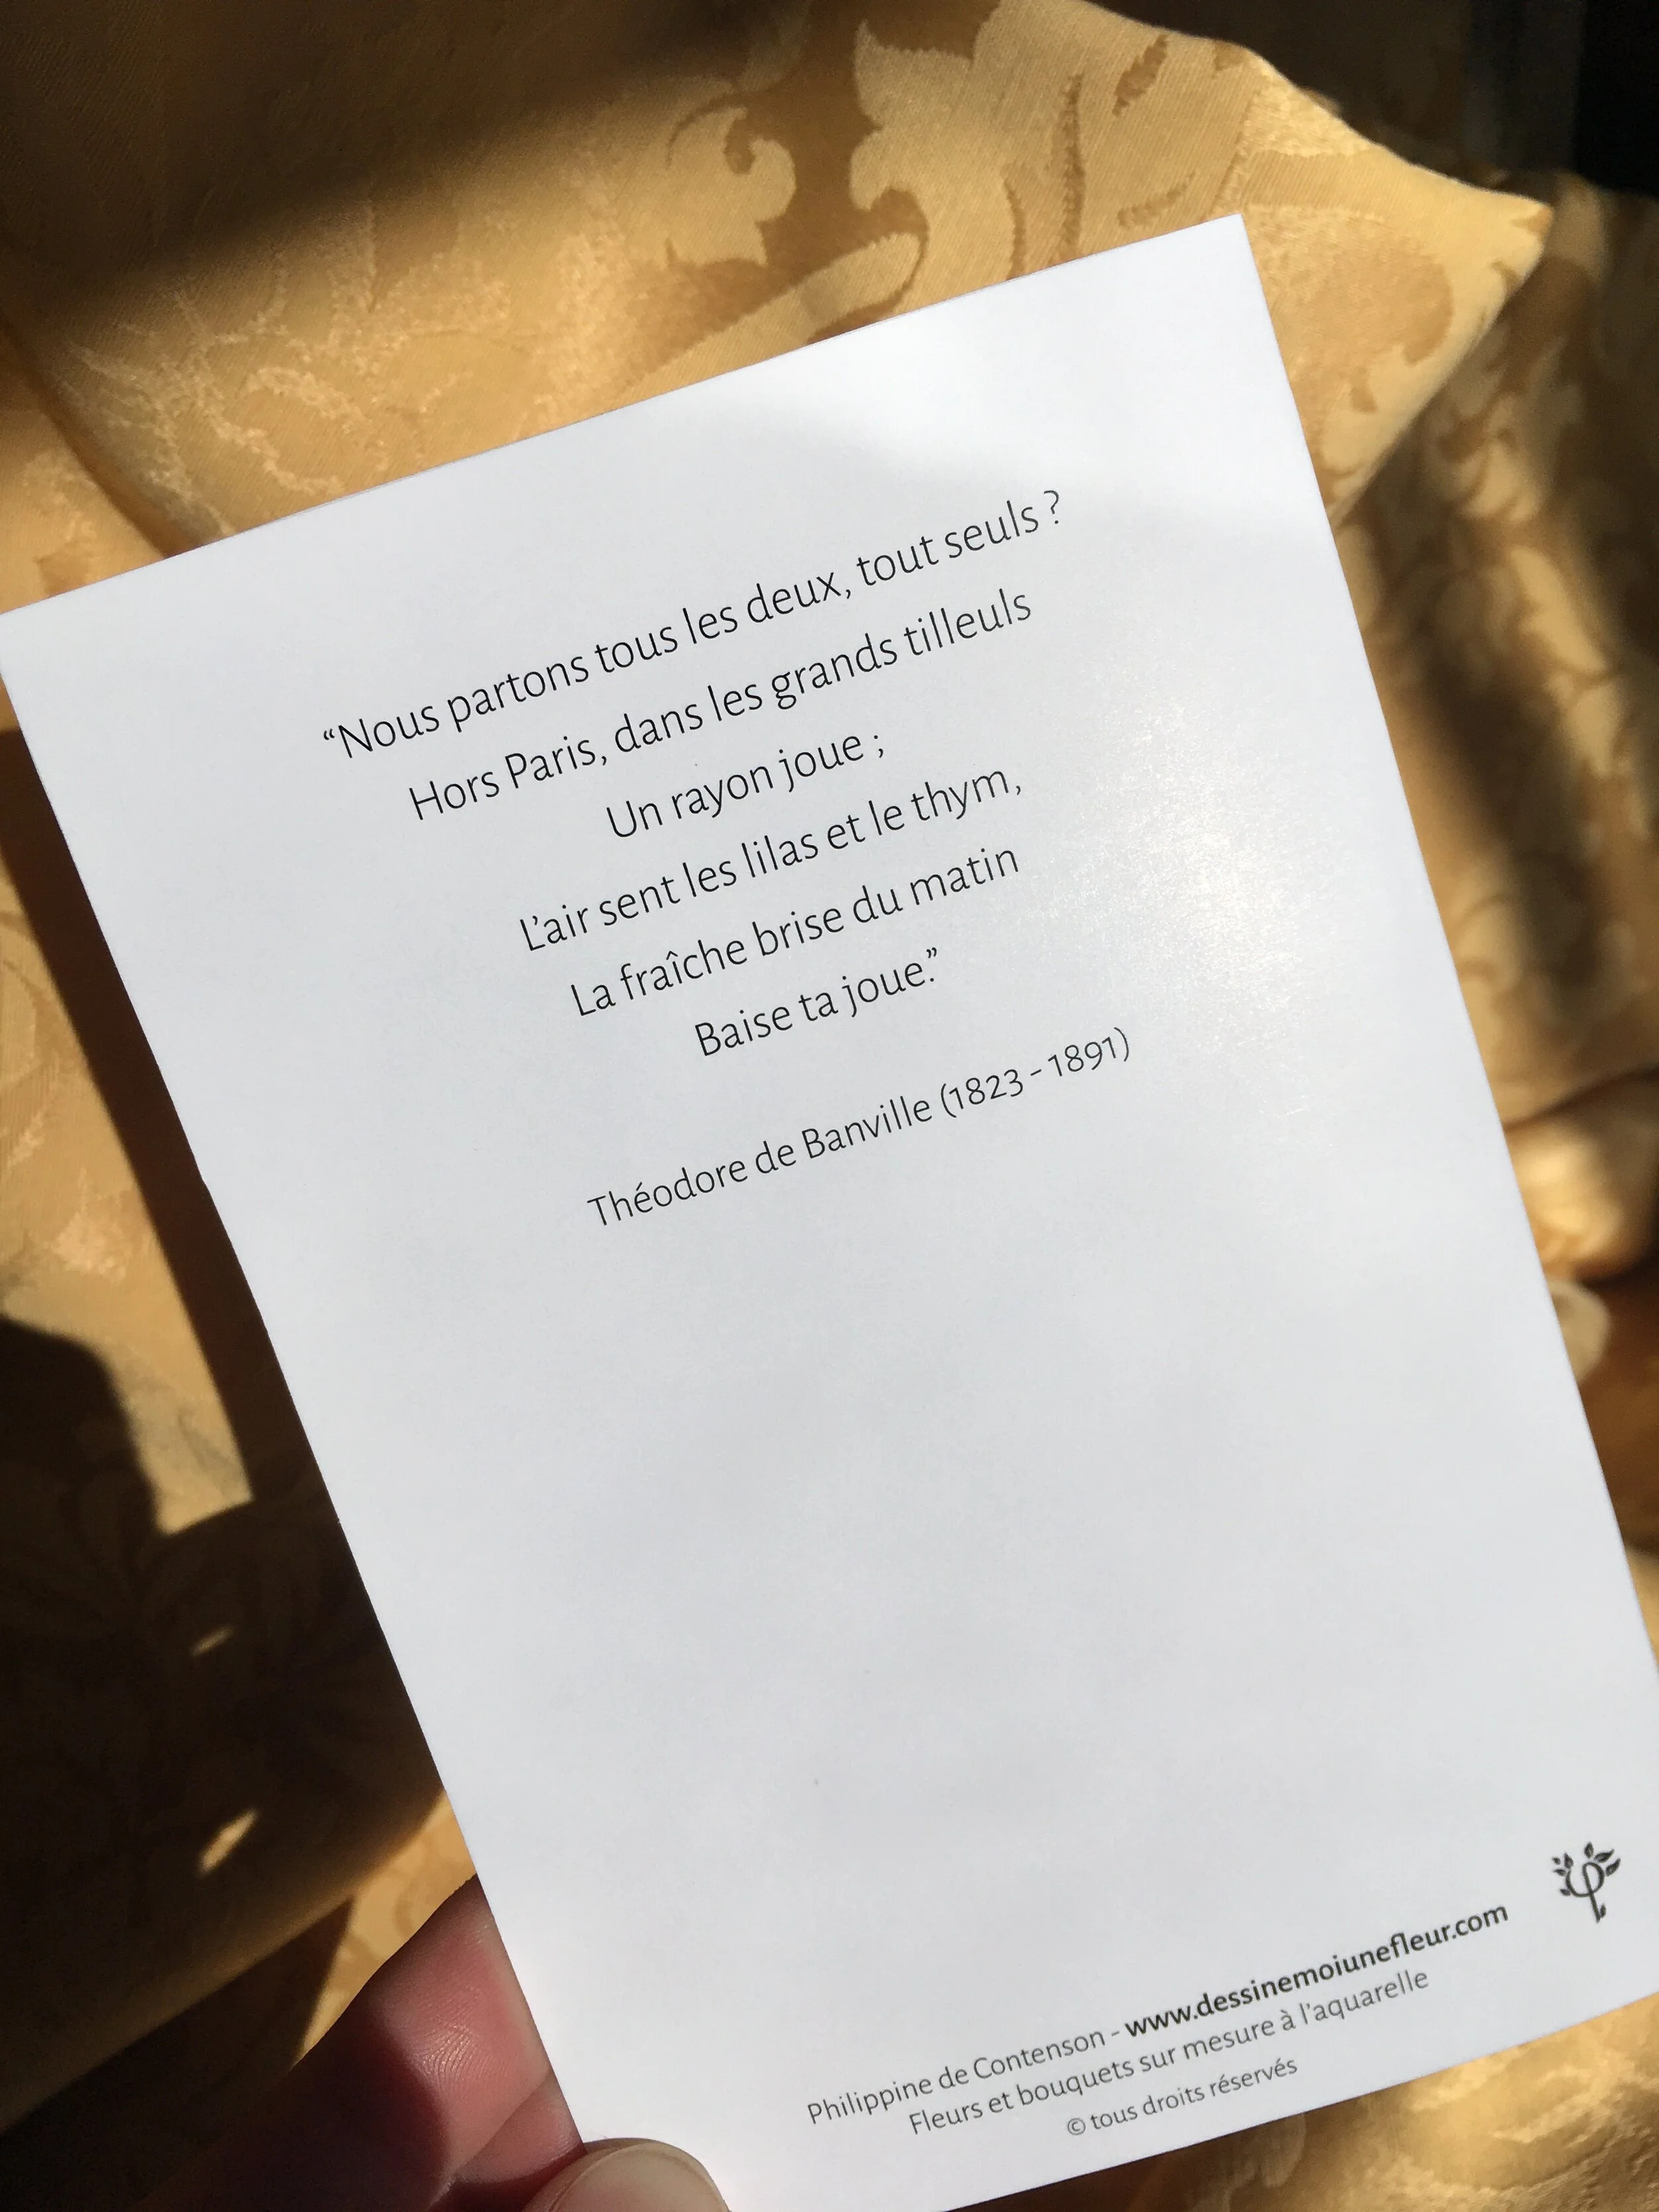 “Nous partons tous les deux, tout seuls ?
Hors Paris, dans les grands tilleuls
Un rayon joue ;
L’air sent les lilas et le thym,
La fraîche brise du matin
Baise ta joue.”
Théodore de Banville (1823 - 1891)
Philippine de Contenson - www.dessinemoiunefleur.com
Fleurs et bouquets sur mesure à l’aquarelle
© tous droits réservés